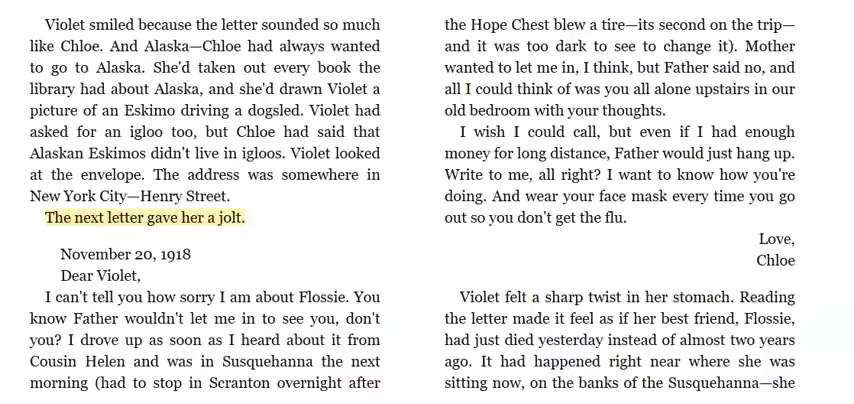 Violet smiled because the letter sounded so much
like Chloe. And Alaska—Chloe had always wanted
to go to Alaska. She'd taken out every book the
library had about Alaska, and she'd drawn Violet a
picture of an Eskimo driving a dogsled. Violet had
asked for an igloo too, but Chloe had said that
Alaskan Eskimos didn't live in igloos. Violet looked
at the envelope. The address was somewhere in
New York City—Henry Street.
The next letter gave her a jolt.
November 20, 1918
Dear Violet,
I can't tell you how sorry I am about Flossie. You
know Father wouldn't let me in to see you, don't
you? I drove up as soon as I heard about it from
Cousin Helen and was in Susquehanna the next
morning (had to stop in Scranton overnight after
the Hope Chest blew a tire—its second on the trip—
and it was too dark to see to change it). Mother
wanted to let me in, I think, but Father said no, and
all I could think of was you all alone upstairs in our
old bedroom with your thoughts.
I wish I could call, but even if I had enough
money for long distance, Father would just hang up.
Write to me, all right? I want to know how you're
doing. And wear your face mask every time you go
out so you don't get the flu.
Love,
Chloe
Violet felt a sharp twist in her stomach. Reading
the letter made it feel as if her best friend, Flossie,
had just died yesterday instead of almost two years
ago. It had happened right near where she was
sitting now, on the banks of the Susquehanna—she